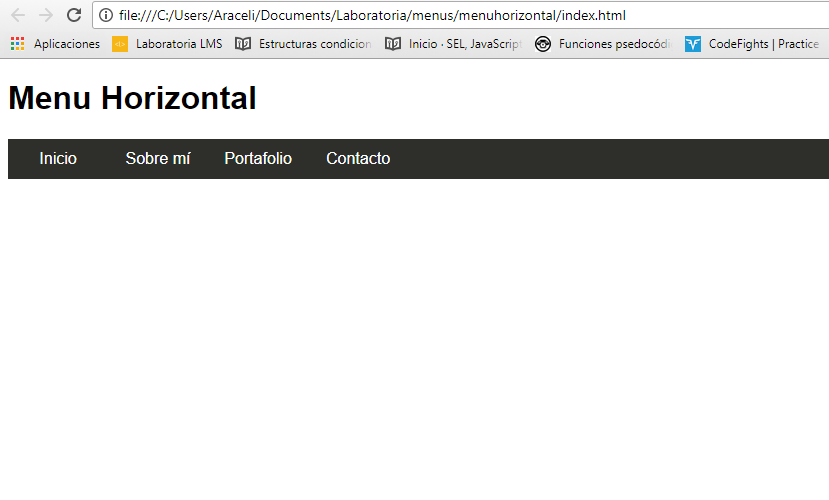 file:///C:/Users/Araceli/Documents/Laboratoria/menus/menuhorizontal/index.html
Aplicaciones Laboratoria LMS Estructuras condicion Inicio · SEL, JavaScript Funciones psedocódi CodeFights | Practice
Menu Horizontal
Inicio Sobre mí Portafolio Contacto